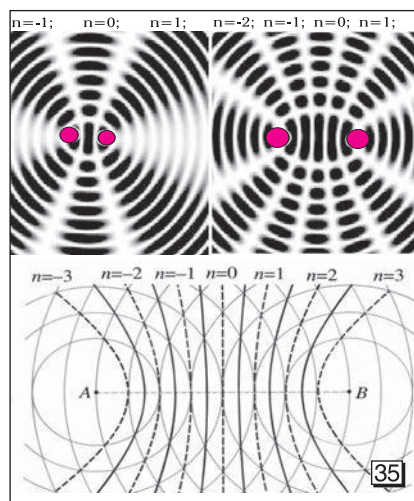 n=-1; n=0; n=1; n=-2; n=-1; n=0; n=1;
n=−3 n=−2 n=−1 n=0 n=1 n=2 n=3
A B
35